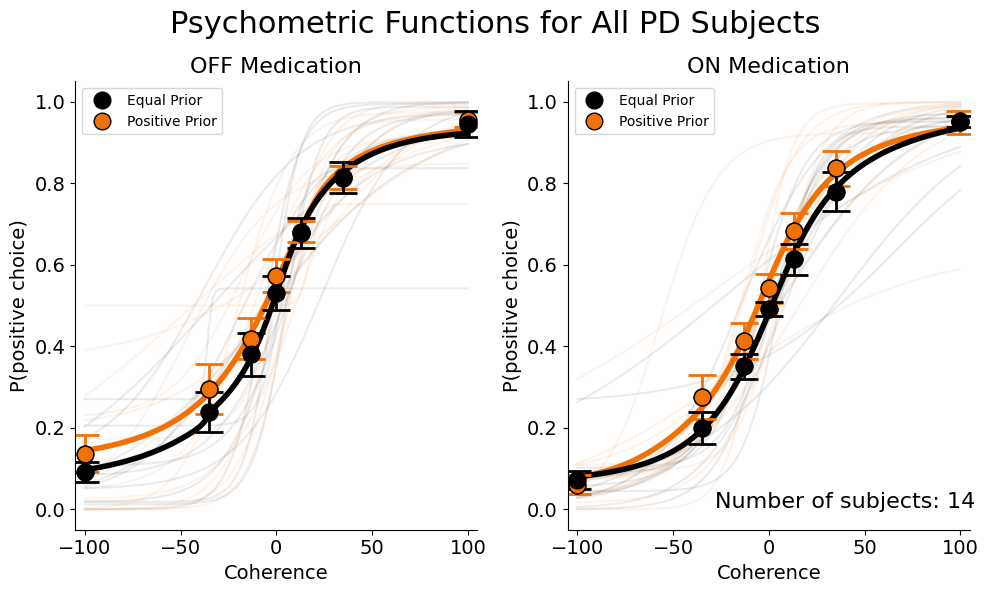 Psychometric Functions for All PD Subjects
OFF Medication
Equal Prior
Positive Prior
P(positive choice)
1.0
0.8
0.6
0.4
0.2
0.0
−100
−50
0
50
100
Coherence
ON Medication
Equal Prior
Positive Prior
P(positive choice)
1.0
0.8
0.6
0.4
0.2
0.0
Number of subjects: 14
−100
−50
0
50
100
Coherence